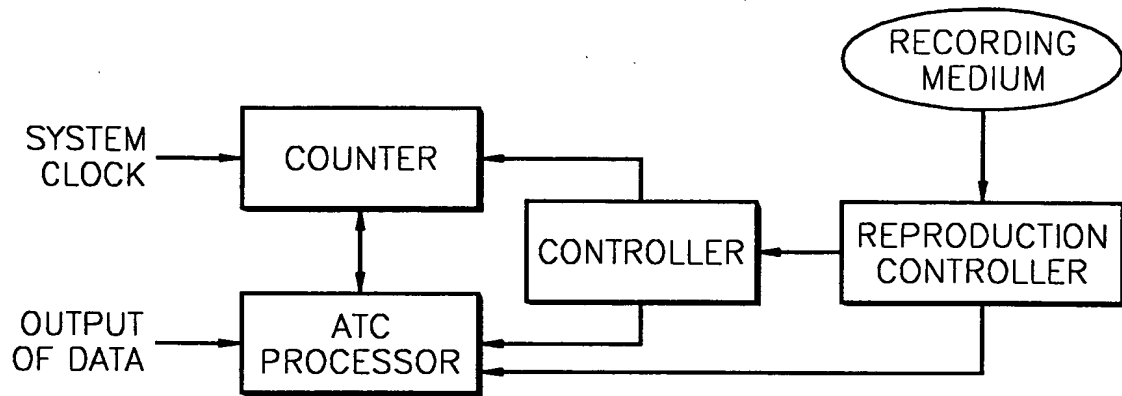 RECORDING
MEDIUM
SYSTEM
CLOCK
COUNTER
CONTROLLER
REPRODUCTION
CONTROLLER
OUTPUT
OF DATA
ATC
PROCESSOR